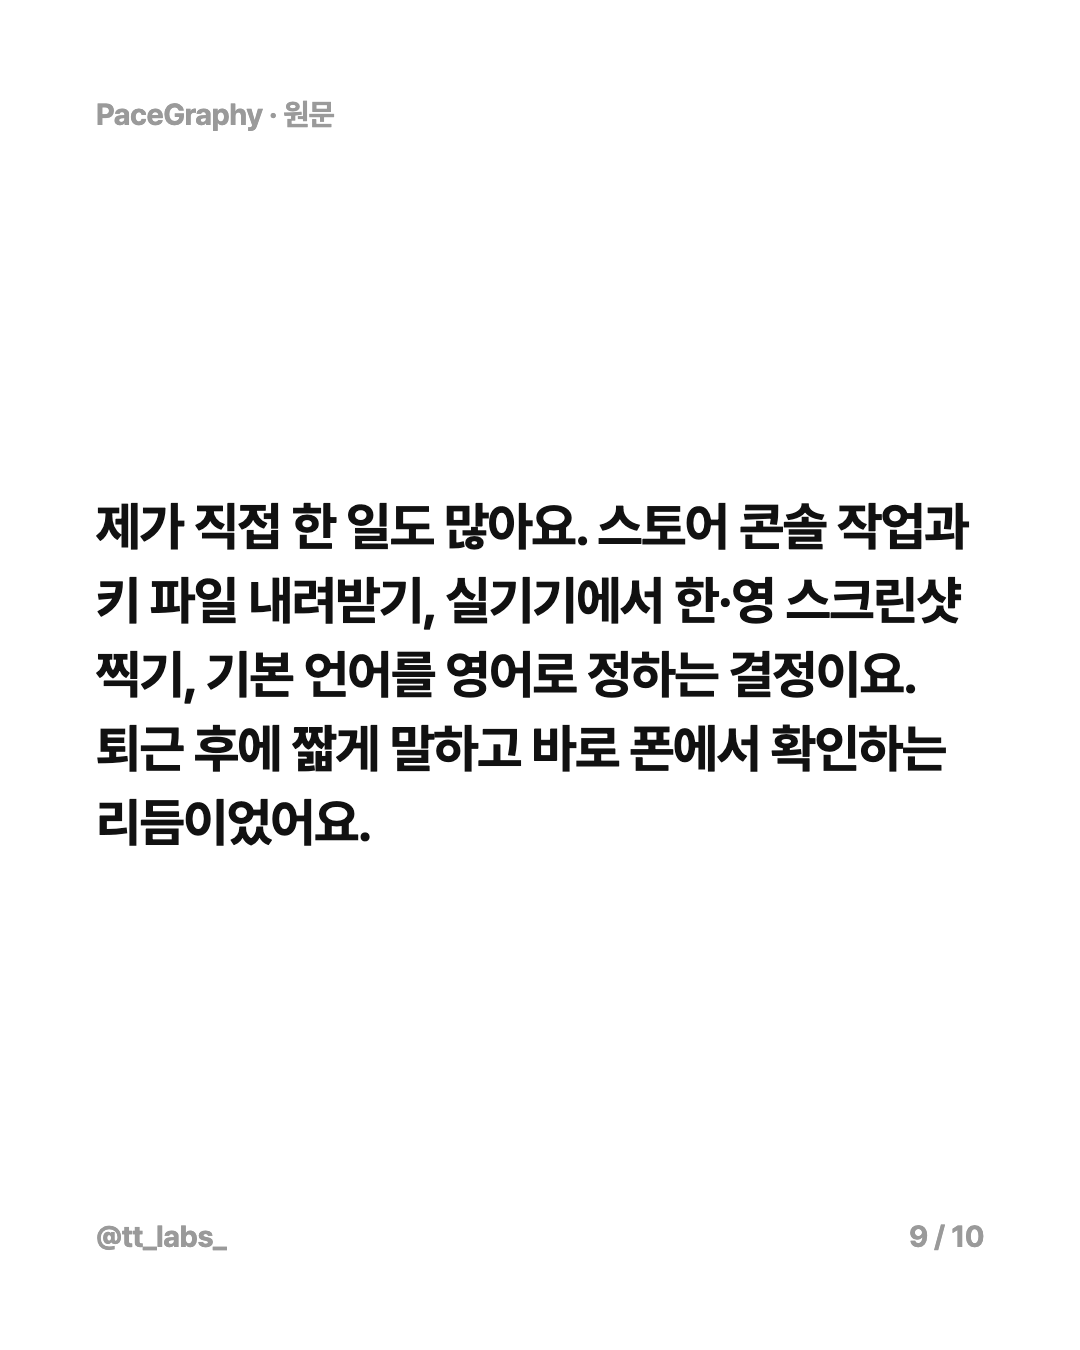 PaceGraphy · 원문
제가 직접 한 일도 많아요. 스토어 콘솔 작업과
키 파일 내려받기, 실기기에서 한·영 스크린샷
찍기, 기본 언어를 영어로 정하는 결정이요.
퇴근 후에 짧게 말하고 바로 폰에서 확인하는
리듬이었어요.
@tt_labs_
9 / 10